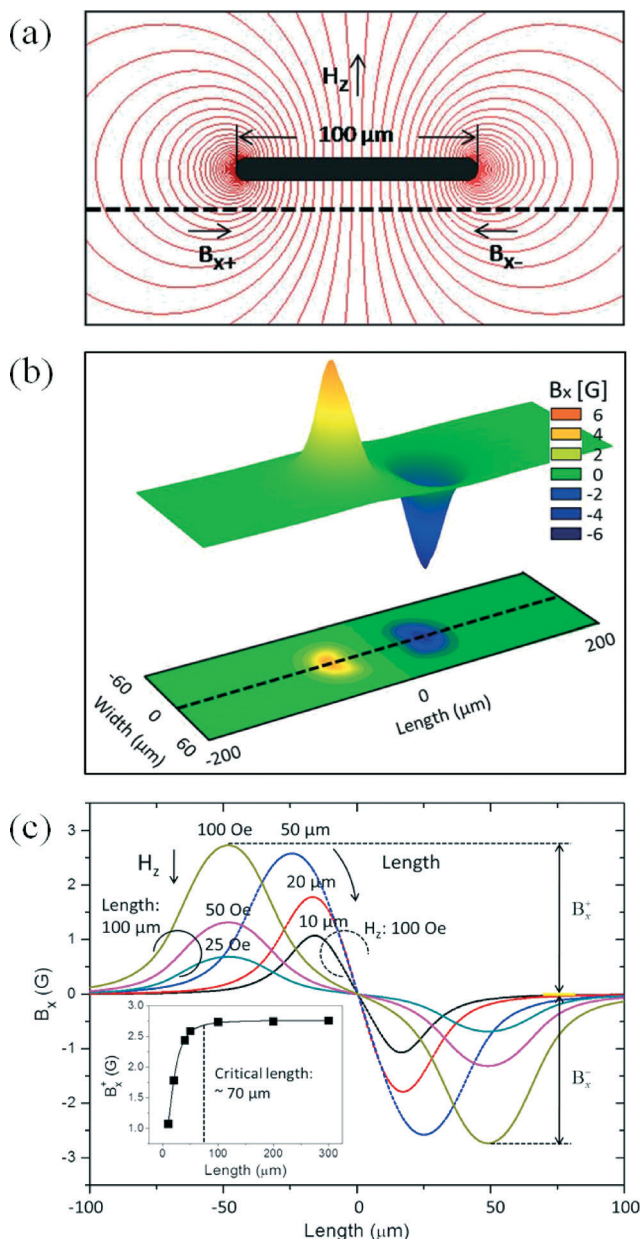 (a)
H_z
100 μm
B_x+
B_x-
(b)
B_x [G]
6
4
2
0
-2
-4
-6
-60
0
60
Width (μm)
-200
0
200
Length (μm)
(c)
3
2
1
0
-1
-2
-3
B_x (G)
100 Oe
50 μm
H_z
Length
20 μm
Length:
100 μm
50 Oe
10 μm
H_z: 100 Oe
25 Oe
B_x^+
B_x^-
2.5
2.0
1.5
1.0
B_x^+ (G)
Critical length:
~ 70 μm
0
100
200
300
Length (μm)
-100
-50
0
50
100
Length (μm)